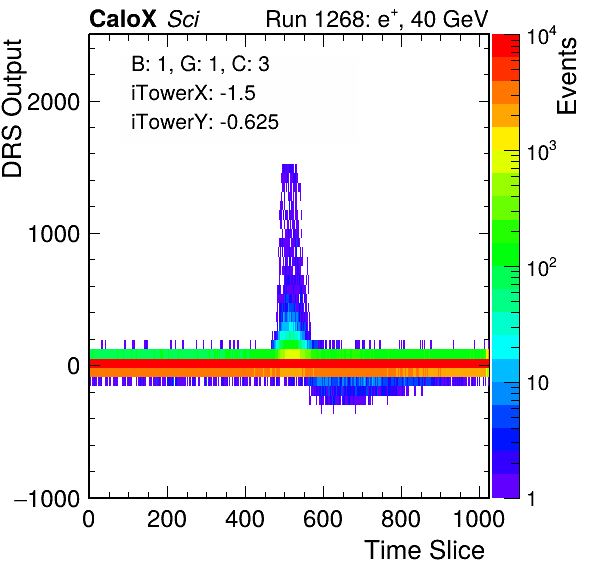 CaloX Sci
Run 1268: e⁺, 40 GeV
B: 1, G: 1, C: 3
iTowerX: -1.5
iTowerY: -0.625
DRS Output
2000
1000
0
−1000
0 200 400 600 800 1000
Time Slice
Events
10⁴
10³
10²
10
1